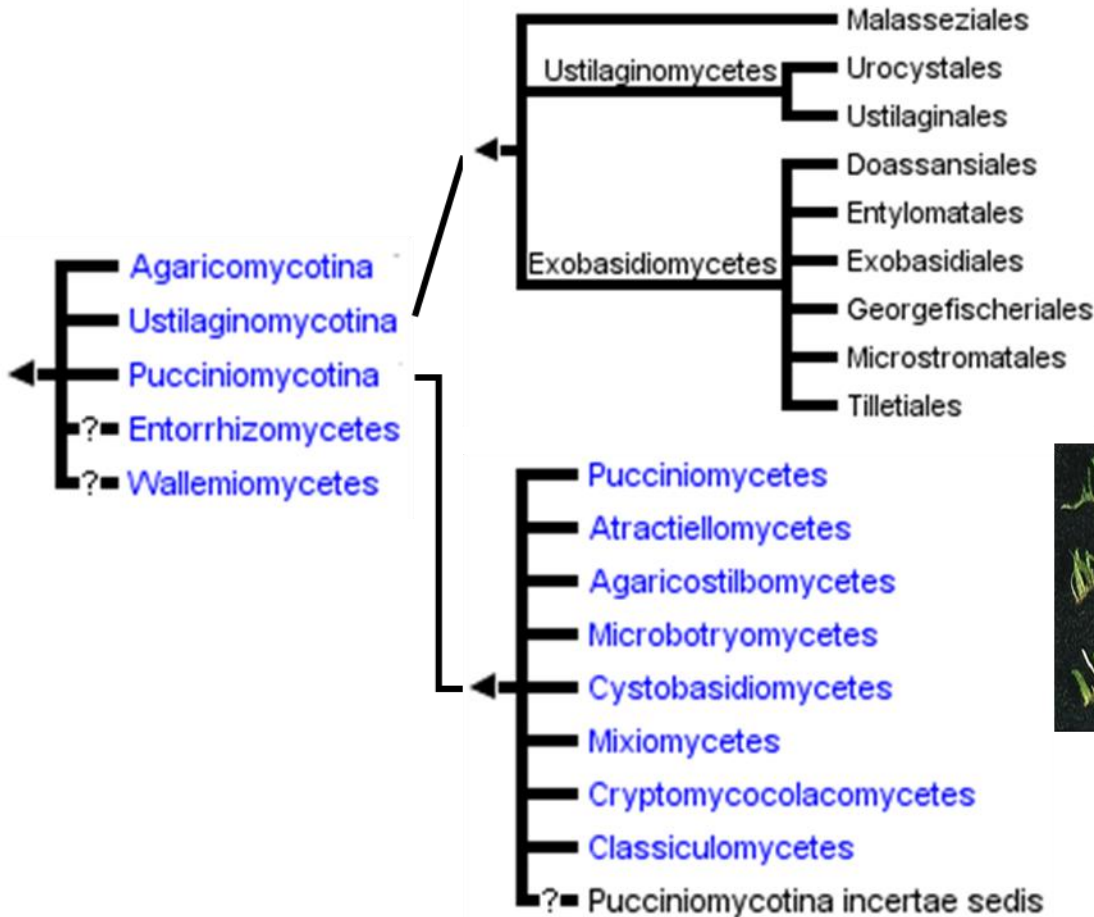 Malasseziales
Ustilaginomycetes
Urocystales
Ustilaginales
Doassansiales
Entylomatales
Exobasidiomycetes
Exobasidiales
Georgefischeriales
Microstromatales
Tilletiales
Agaricomycotina
Ustilaginomycotina
Pucciniomycotina
? Entorrhizomycetes
? Wallemiomycetes
Pucciniomycetes
Atractiellomycetes
Agaricostilbomycetes
Microbotryomycetes
Cystobasidiomycetes
Mixiomycetes
Cryptomycocolacomycetes
Classiculomycetes
? Pucciniomycotina incertae sedis